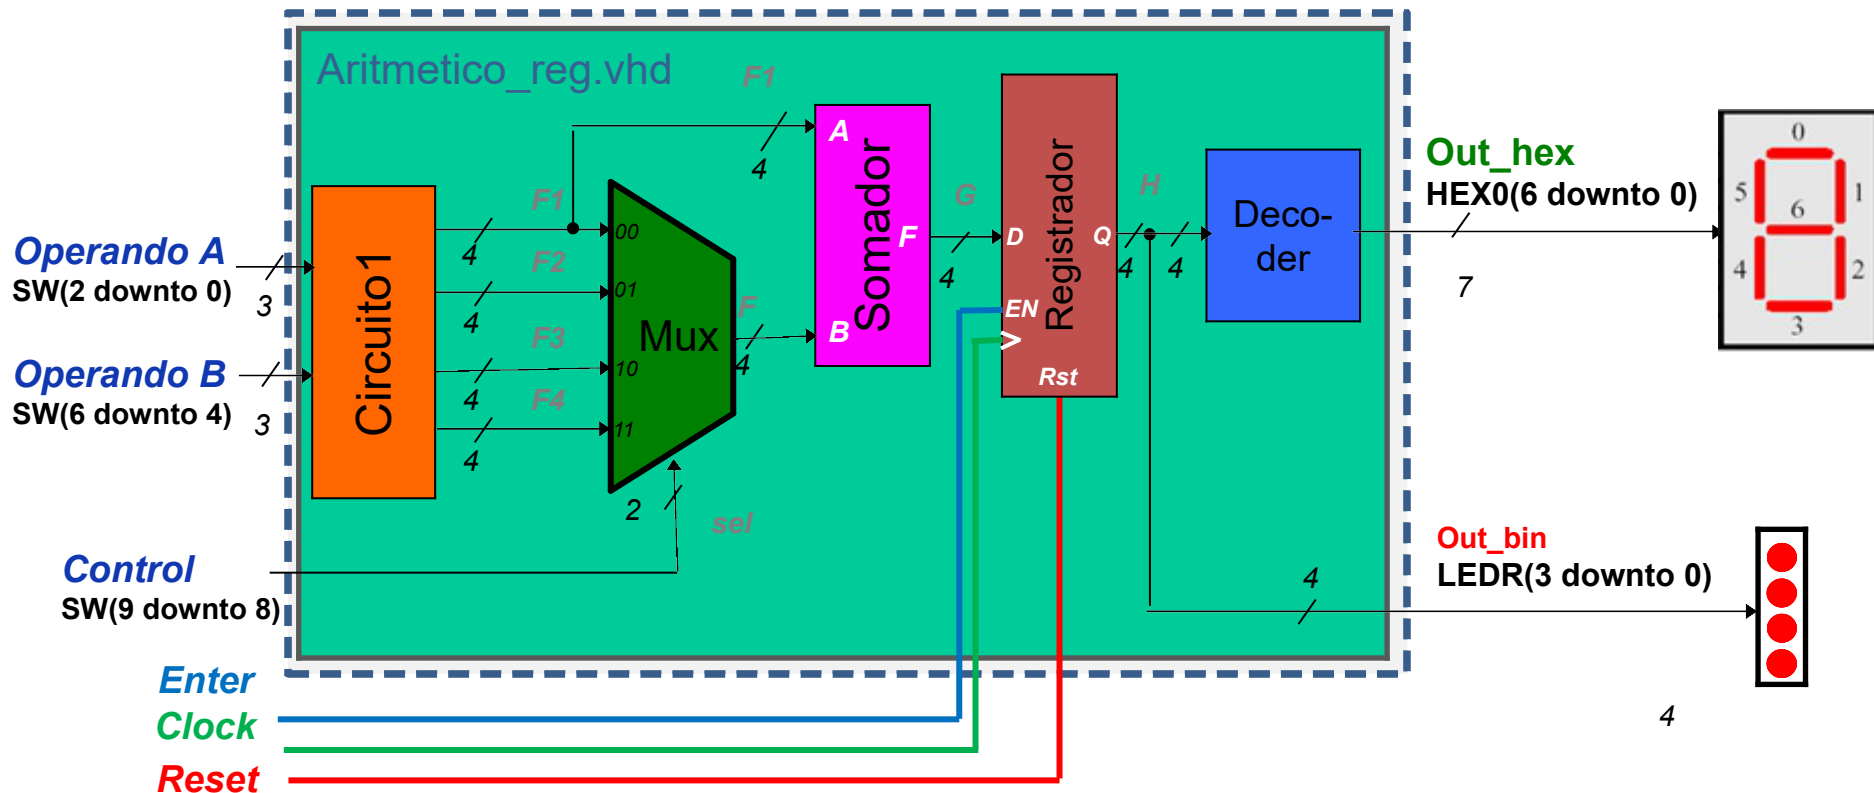 Aritmetico_reg.vhd
Operando A
SW(2 downto 0)
3
Operando B
SW(6 downto 4)
3
Control
SW(9 downto 8)
Enter
Clock
Reset
Circuito1
F1
4
F2
4
F3
4
F4
4
00
01
10
11
Mux
2
sel
F
4
F1
4
A
B
Somador
F
G
4
D
Q
EN
>
Rst
Registrador
H
4
4
Deco-
der
Out_hex
HEX0(6 downto 0)
7
0
5
1
6
4
2
3
4
Out_bin
LEDR(3 downto 0)
4